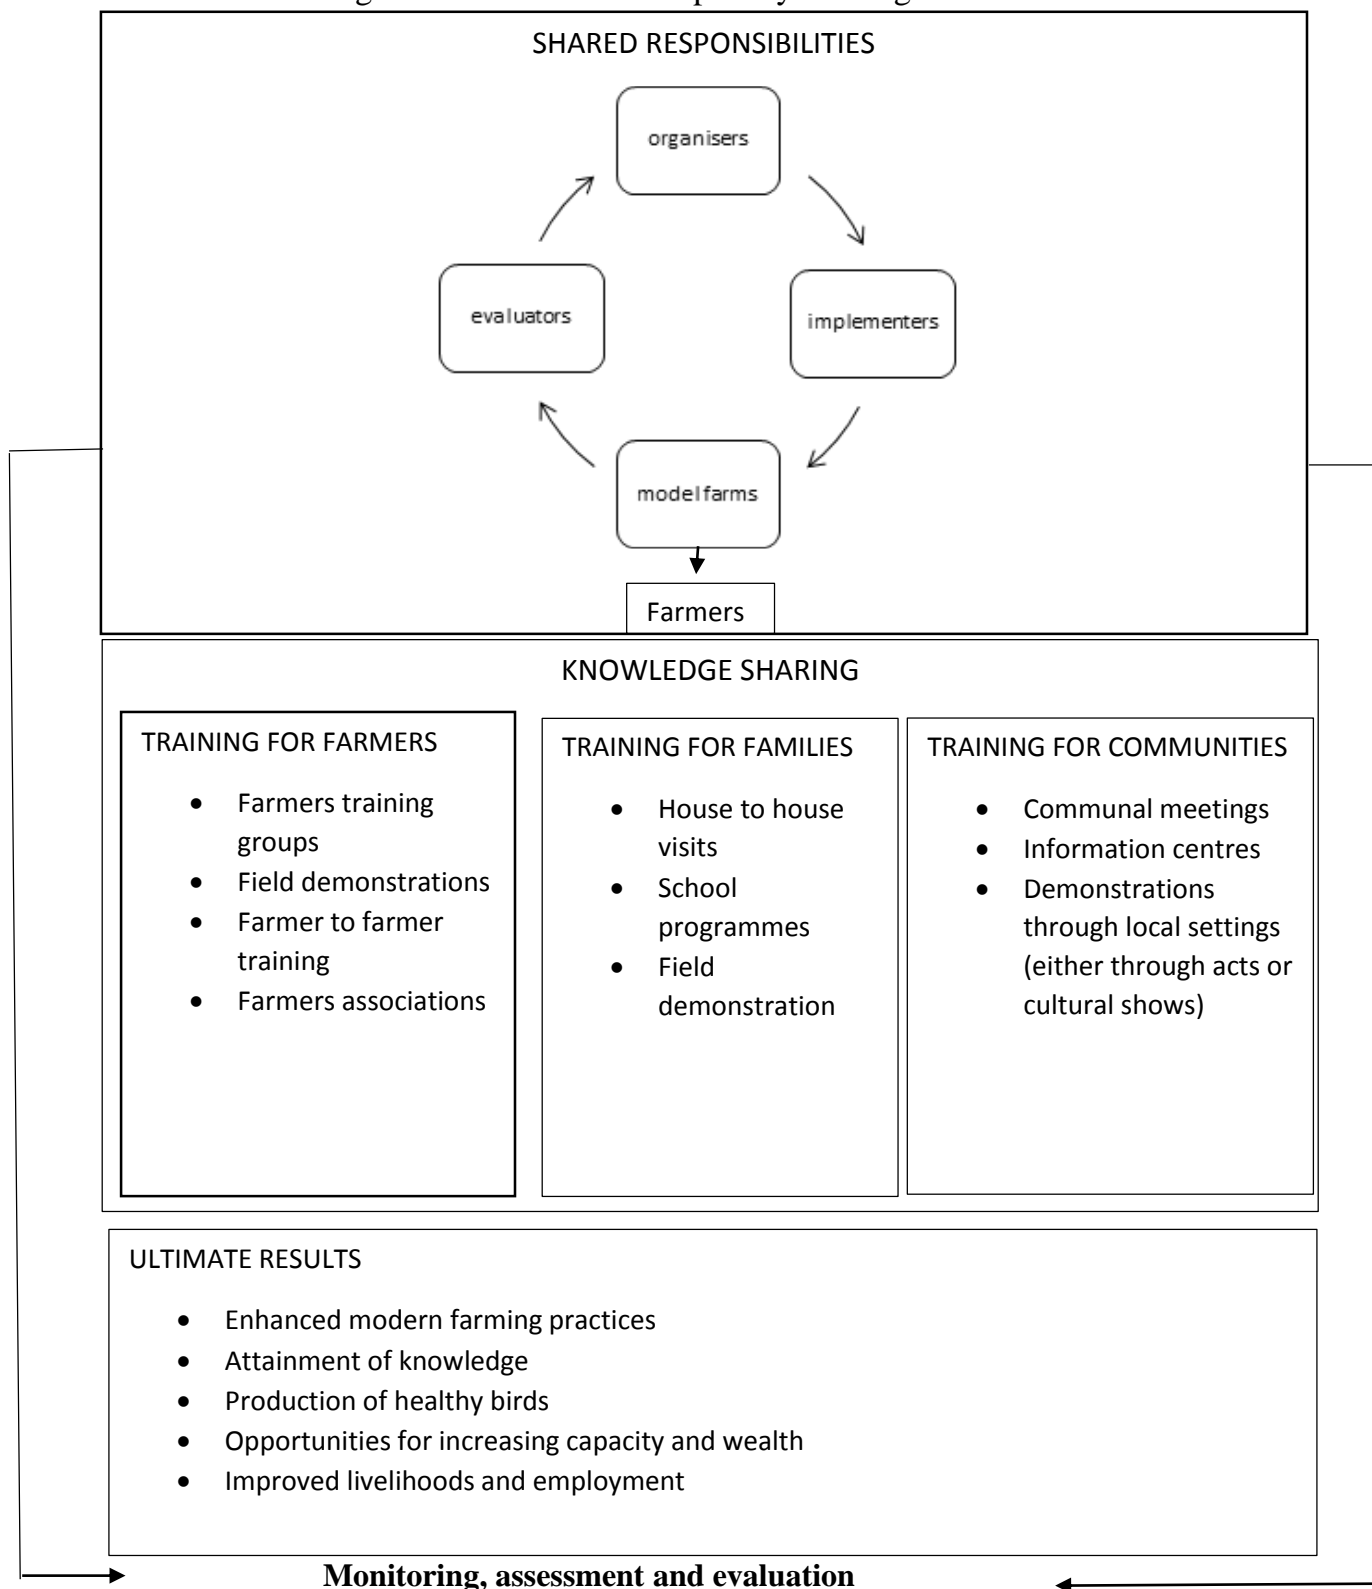 SHARED RESPONSIBILITIES
organisers
evaluators
implementers
model farms
Farmers
KNOWLEDGE SHARING
TRAINING FOR FARMERS
• Farmers training
groups
• Field demonstrations
• Farmer to farmer
training
• Farmers associations
TRAINING FOR FAMILIES
• House to house
visits
• School
programmes
• Field
demonstration
TRAINING FOR COMMUNITIES
• Communal meetings
• Information centres
• Demonstrations
through local settings
(either through acts or
cultural shows)
ULTIMATE RESULTS
• Enhanced modern farming practices
• Attainment of knowledge
• Production of healthy birds
• Opportunities for increasing capacity and wealth
• Improved livelihoods and employment
Monitoring, assessment and evaluation